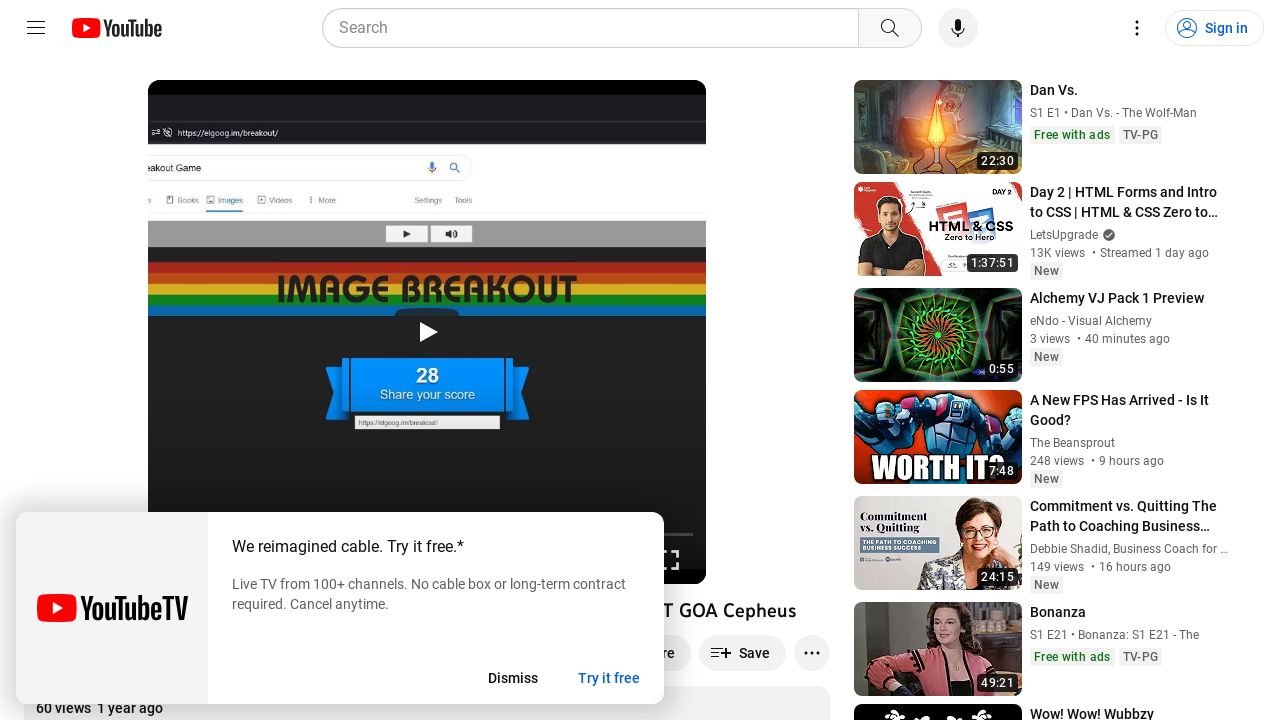 YouTube
Search
Sign in
https://elgoog.im/breakout/
eakout Game
Books
Images
Videos
More
Settings
Tools
IMAGE BREAKOUT
28
Share your score
https://elgoog.im/breakout/
We reimagined cable. Try it free.*
Live TV from 100+ channels. No cable box or long-term contract
required. Cancel anytime.
YouTubeTV
Dismiss
Try it free
T GOA Cepheus
re
Save
60 views 1 year ago
22:30
Dan Vs.
S1 E1 • Dan Vs. - The Wolf-Man
Free with ads
TV-PG
DAY 2
HTML & CSS
Zero to Hero
1:37:51
Day 2 | HTML Forms and Intro
to CSS | HTML & CSS Zero to…
LetsUpgrade
13K views • Streamed 1 day ago
New
0:55
Alchemy VJ Pack 1 Preview
eNdo - Visual Alchemy
3 views • 40 minutes ago
New
WORTH IT?
7:48
A New FPS Has Arrived - Is It
Good?
The Beansprout
248 views • 9 hours ago
New
Commitment
vs. Quitting
THE PATH TO COACHING
BUSINESS SUCCESS
24:15
Commitment vs. Quitting The
Path to Coaching Business…
Debbie Shadid, Business Coach for …
149 views • 16 hours ago
New
49:21
Bonanza
S1 E21 • Bonanza: S1 E21 - The
Free with ads
TV-PG
Wow! Wow! Wubbzy